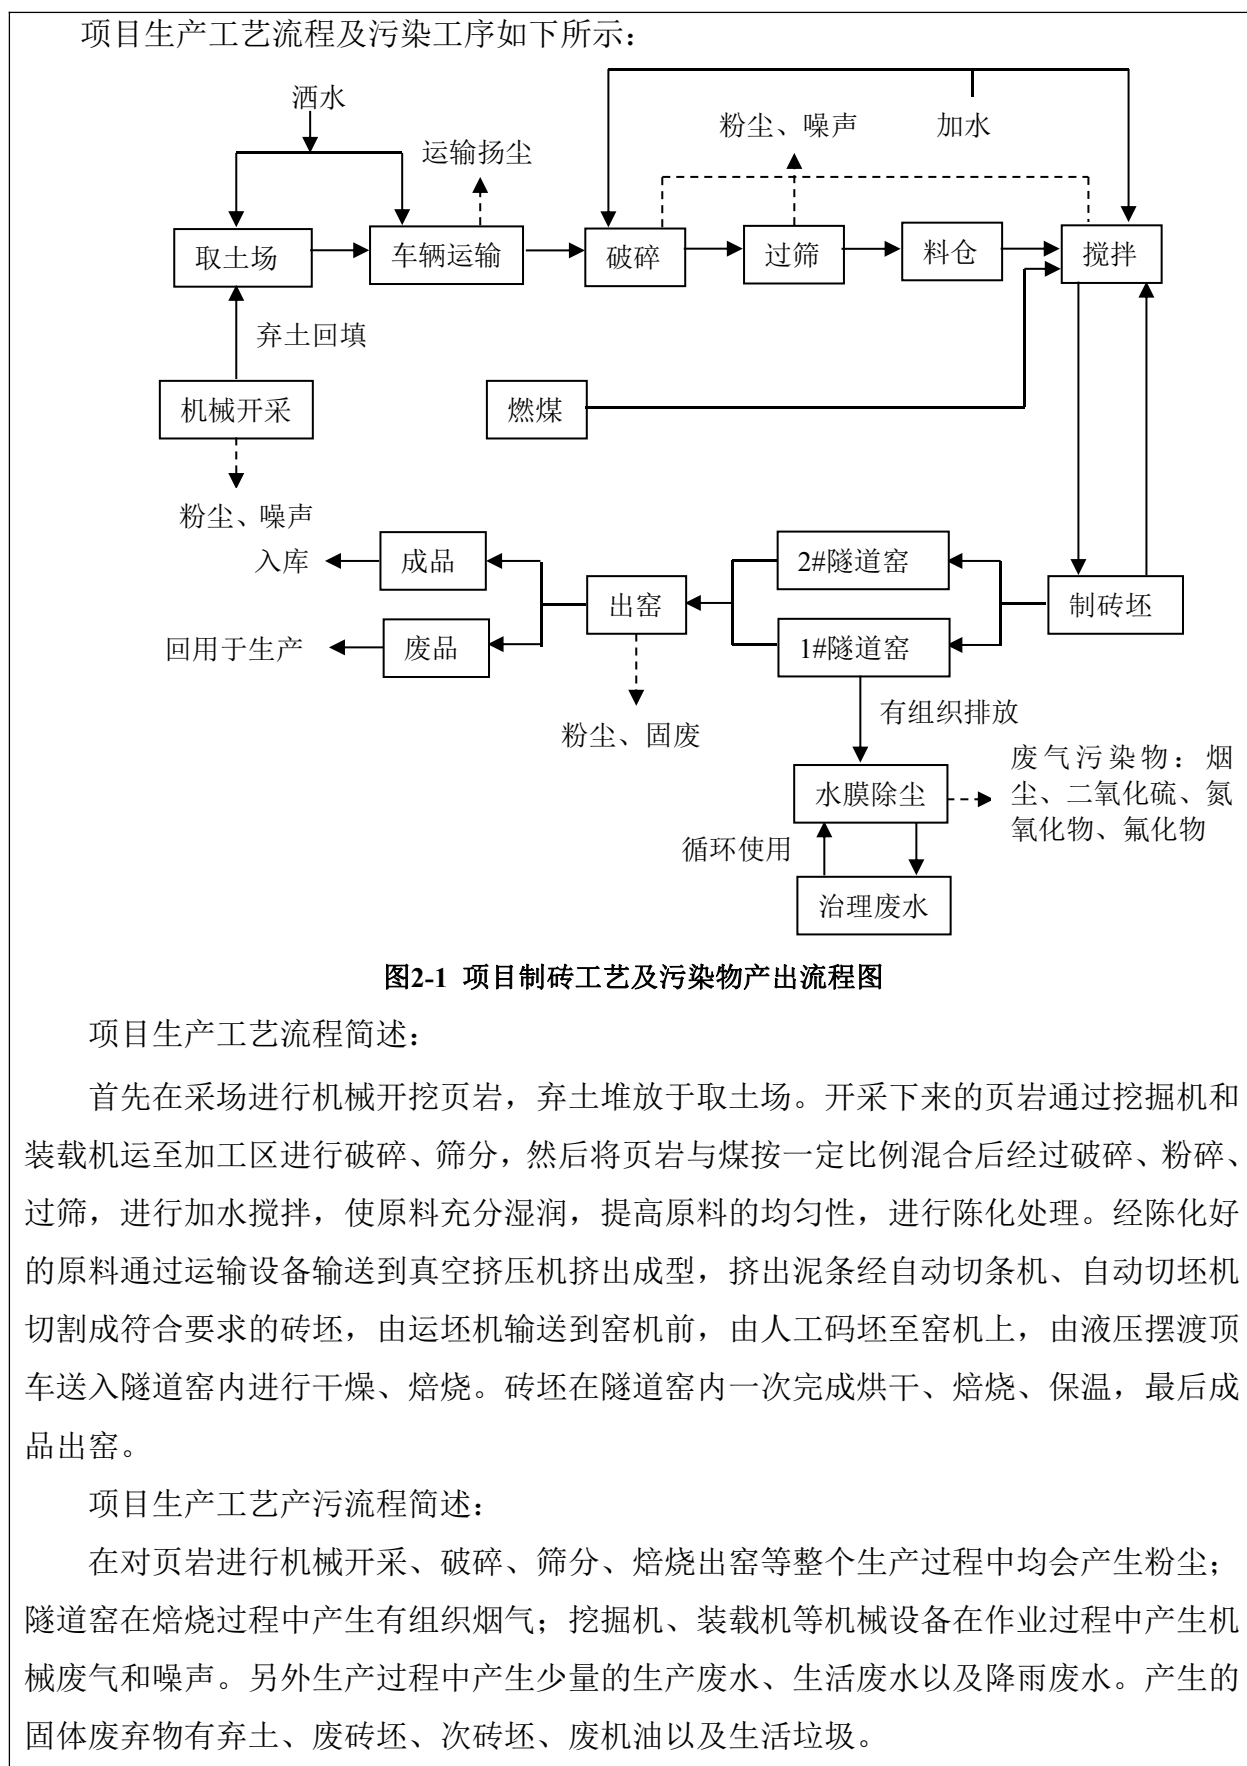 项目生产工艺流程及污染工序如下所示：
洒水
粉尘、噪声
加水
运输扬尘
取土场
车辆运输
破碎
过筛
料仓
搅拌
弃土回填
机械开采
燃煤
粉尘、噪声
入库
成品
2#隧道窑
出窑
制砖坯
回用于生产
废品
1#隧道窑
有组织排放
粉尘、固废
废气污染物：烟
尘、二氧化硫、氮
氧化物、氟化物
水膜除尘
循环使用
治理废水
图2-1 项目制砖工艺及污染物产出流程图
项目生产工艺流程简述：
首先在采场进行机械开挖页岩，弃土堆放于取土场。开采下来的页岩通过挖掘机和
装载机运至加工区进行破碎、筛分，然后将页岩与煤按一定比例混合后经过破碎、粉碎、
过筛，进行加水搅拌，使原料充分湿润，提高原料的均匀性，进行陈化处理。经陈化好
的原料通过运输设备输送到真空挤压机挤出成型，挤出泥条经自动切条机、自动切坯机
切割成符合要求的砖坯，由运坯机输送到窑机前，由人工码坯至窑机上，由液压摆渡顶
车送入隧道窑内进行干燥、焙烧。砖坯在隧道窑内一次完成烘干、焙烧、保温，最后成
品出窑。
项目生产工艺产污流程简述：
在对页岩进行机械开采、破碎、筛分、焙烧出窑等整个生产过程中均会产生粉尘；
隧道窑在焙烧过程中产生有组织烟气；挖掘机、装载机等机械设备在作业过程中产生机
械废气和噪声。另外生产过程中产生少量的生产废水、生活废水以及降雨废水。产生的
固体废弃物有弃土、废砖坯、次砖坯、废机油以及生活垃圾。